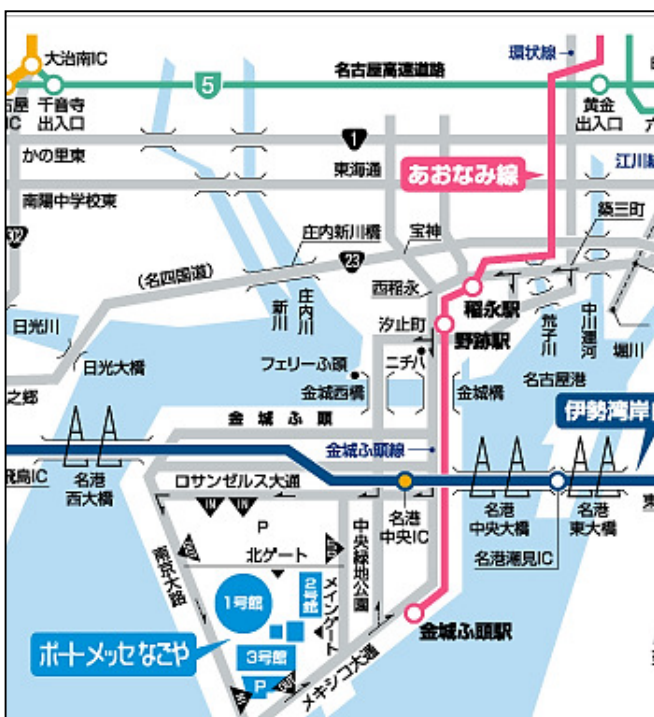 大治南IC
環状線
名古屋高速道路
5
千音寺
出入口
黄金
出入口
1
かの里東
東海通
あおなみ線
南陽中学校東
築三町
庄内新川橋
宝神
23
(名四国道)
西稲永
稲永駅
新川
庄内川
汐止町
野跡駅
荒子川
中川運河
堀川
日光川
日光大橋
フェリーふ頭
ニチハ
金城西橋
金城橋
名古屋港
之郷
金城ふ頭
金城ふ頭線
飛島IC
名港
西大橋
ロサンゼルス大通
名港
中央IC
名港
中央大橋
名港
東大橋
名港潮見IC
IN
IN
P
北ゲート
中央緑地公園
南京大路
1号館
2号館
メインゲート
3号館
P
IN
OUT
ポートメッセなごや
メキシコ大通
金城ふ頭駅